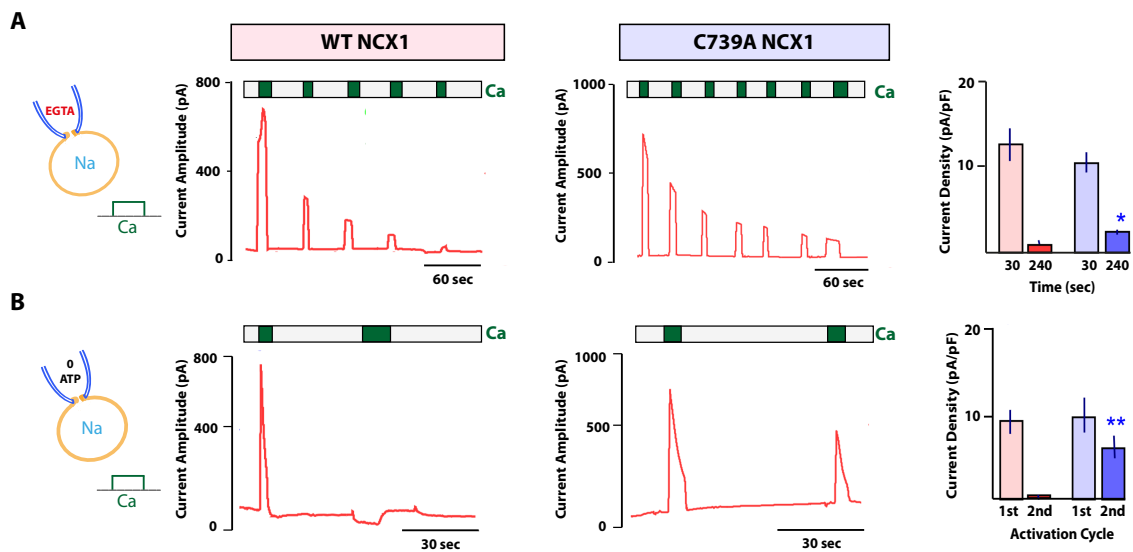 A
WT NCX1
C739A NCX1
EGTA
Na
Ca
Current Amplitude (pA)
800
400
0
Ca
60 sec
Current Amplitude (pA)
1000
500
0
Ca
60 sec
Current Density (pA/pF)
20
10
*
30 240 30 240
Time (sec)
B
0
ATP
Na
Ca
Current Amplitude (pA)
800
400
0
Ca
30 sec
Current Amplitude (pA)
1000
500
0
Ca
30 sec
Current Density (pA/pF)
20
10
**
1st 2nd 1st 2nd
Activation Cycle